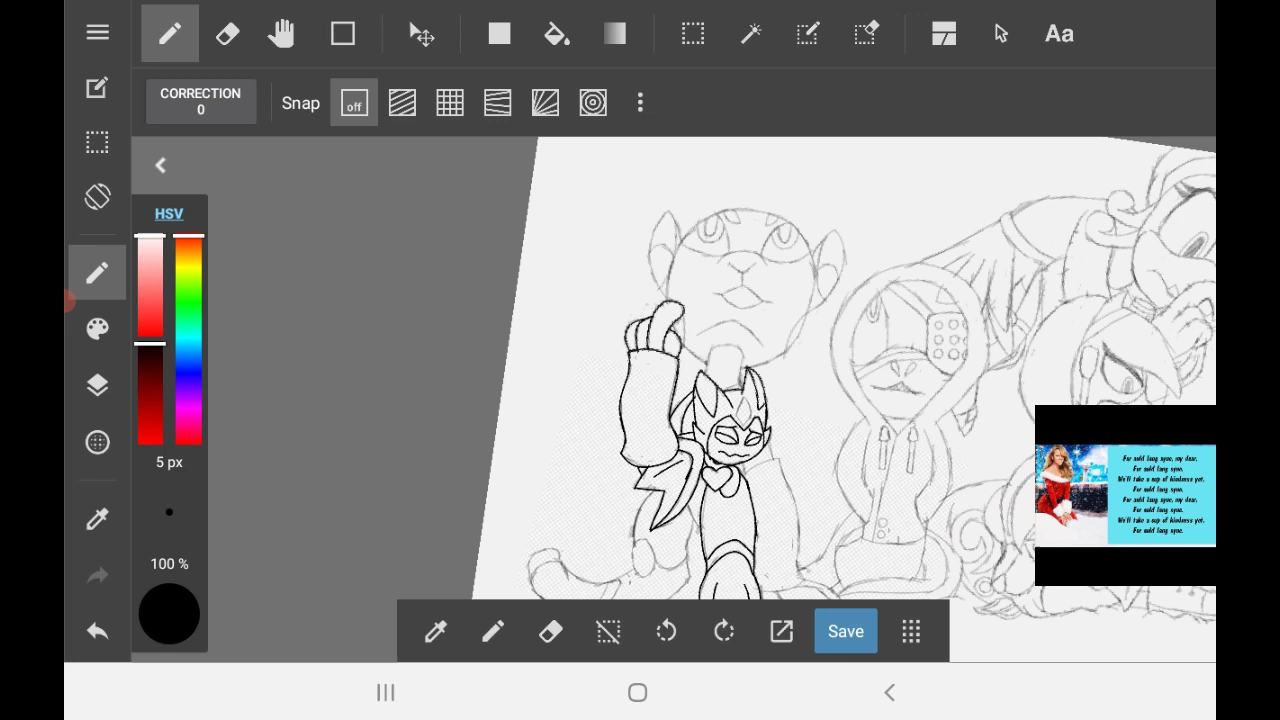 Aa
CORRECTION
0
Snap
off
HSV
5 px
100 %
Save
For auld lang syne, my dear,
For auld lang syne.
We'll take a cup of kindness yet,
For auld lang syne.
For auld lang syne, my dear,
For auld lang syne,
We'll take a cup of kindness yet,
For auld lang syne.